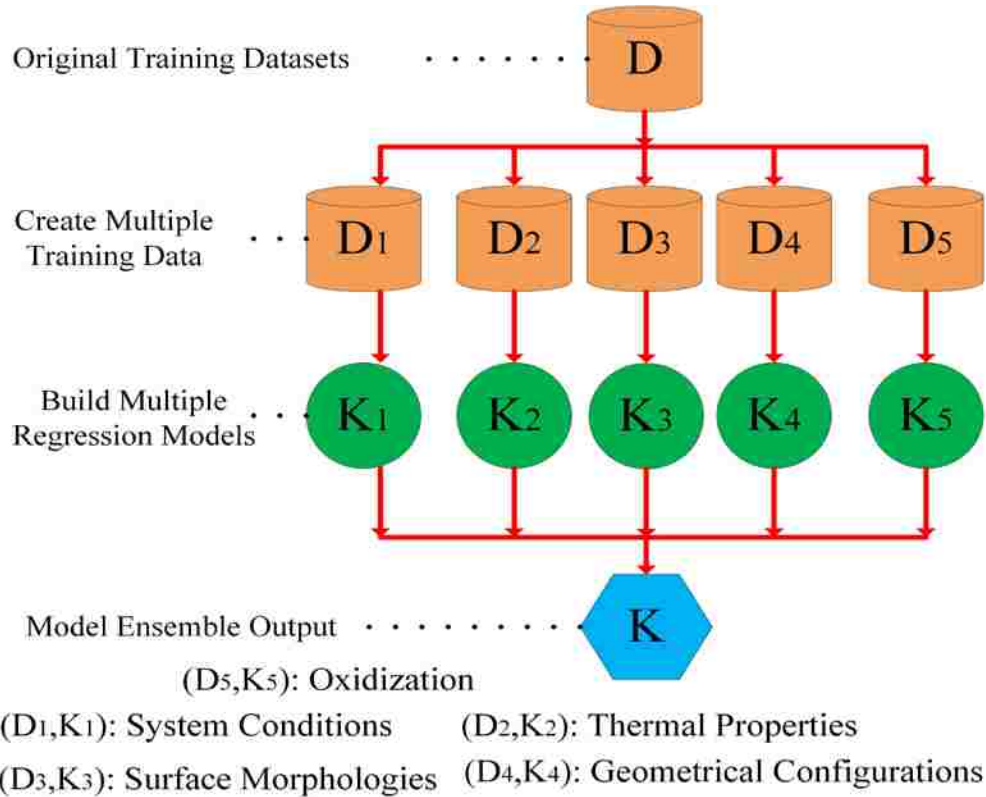 Original Training Datasets
D
Create Multiple
Training Data
D1 D2 D3 D4 D5
Build Multiple
Regression Models
K1 K2 K3 K4 K5
Model Ensemble Output
K
(D5,K5): Oxidization
(D1,K1): System Conditions
(D2,K2): Thermal Properties
(D3,K3): Surface Morphologies
(D4,K4): Geometrical Configurations